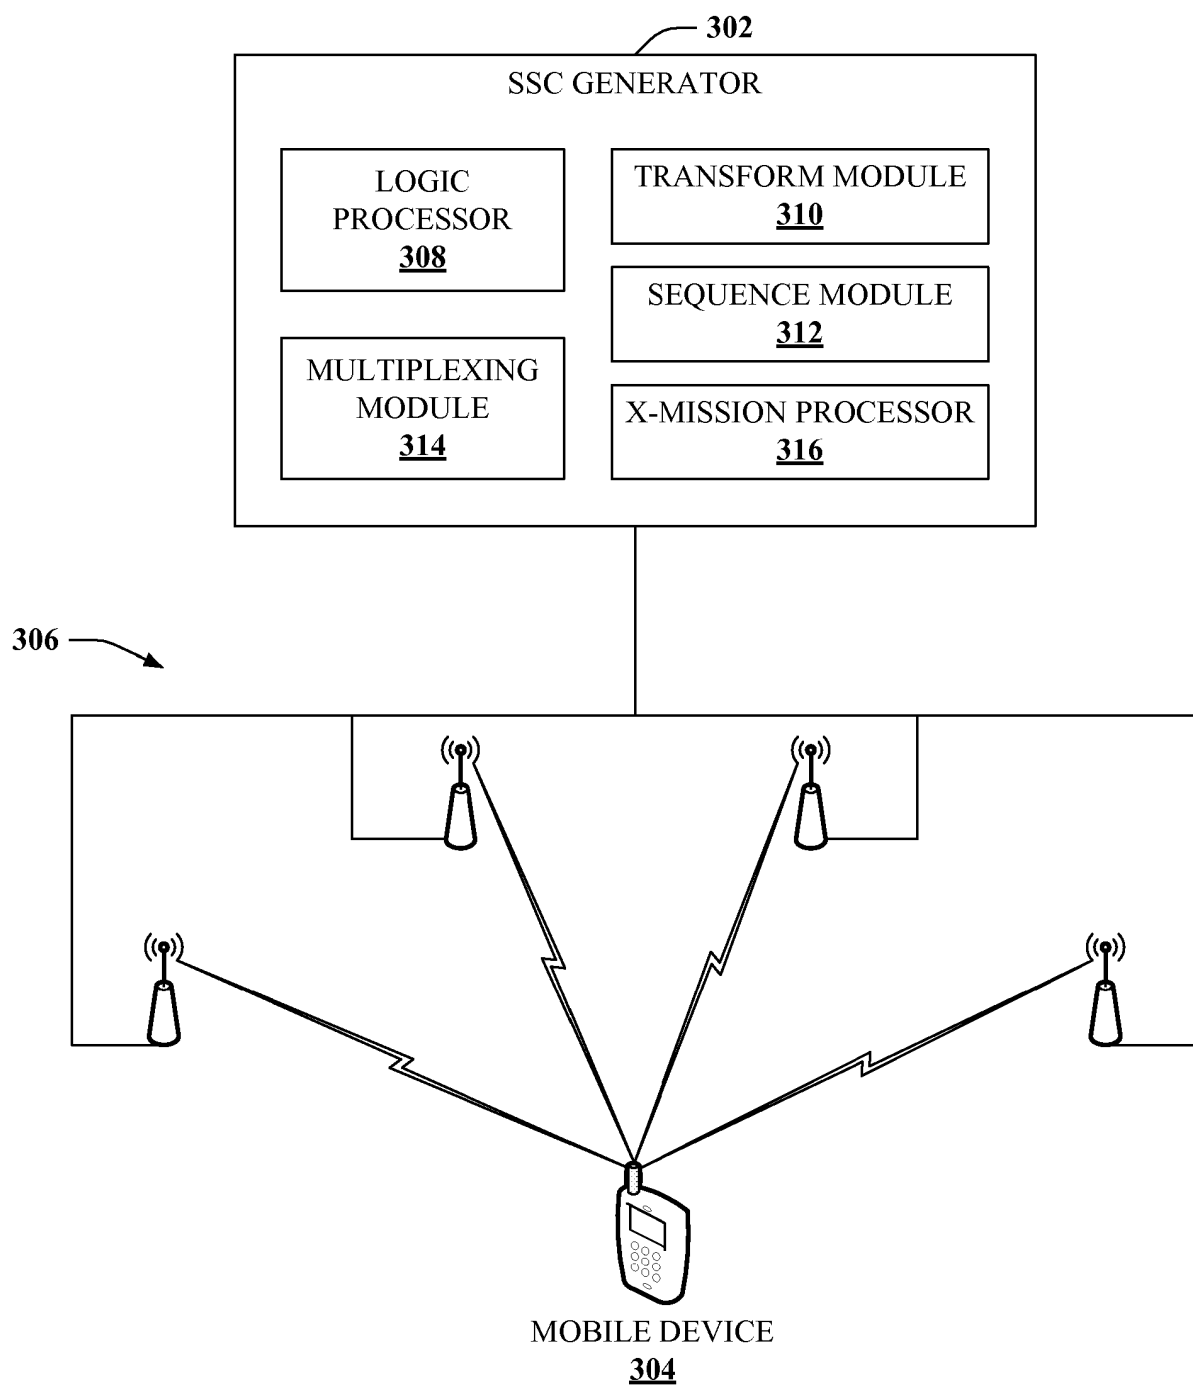 302
SSC GENERATOR
LOGIC
PROCESSOR
308
TRANSFORM MODULE
310
SEQUENCE MODULE
312
MULTIPLEXING
MODULE
314
X-MISSION PROCESSOR
316
306
MOBILE DEVICE
304